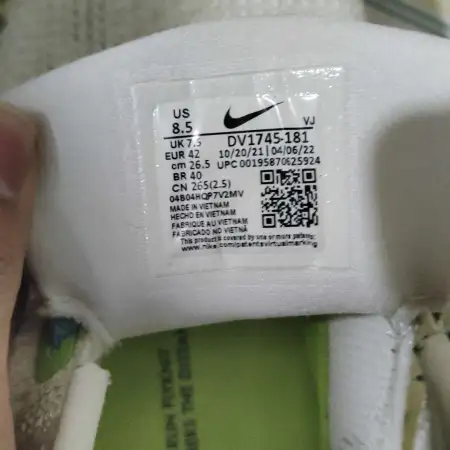 US
8.5
YJ
UK 7.5
DV1745-181
EUR 42
10/20/21 | 04/06/22
cm 26.5
UPC 00195870625924
BR 40
CN 265(2.5)
04B04HQP7V2MV
MADE IN VIETNAM
HECHO EN VIETNAM
FABRIQUE AU VIETNAM
FABRICADO NO VIETNAM
This product is covered by one or more patents.
www.nike.com/patentsvirtualmarking